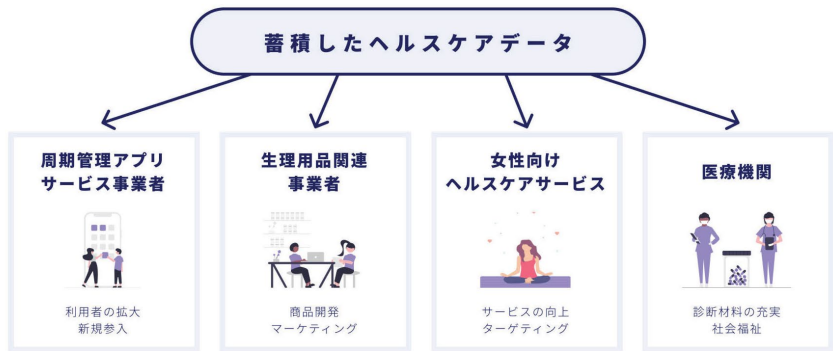 蓄積したヘルスケアデータ
周期管理アプリ
サービス事業者
利用者の拡大
新規参入
生理用品関連
事業者
商品開発
マーケティング
女性向け
ヘルスケアサービス
サービスの向上
ターゲティング
医療機関
診断材料の充実
社会福祉